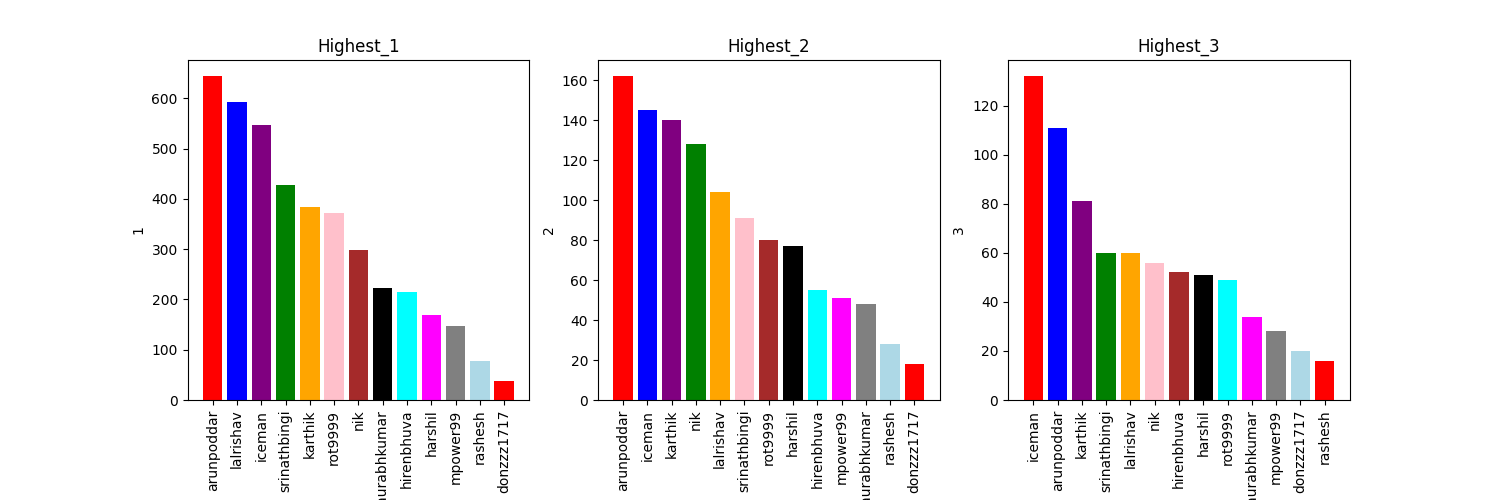 Highest_1
Highest_2
Highest_3
1
600
500
400
300
200
100
0
arunpoddar
lalrishav
iceman
srinathbingi
karthik
rot9999
nik
urabhkumar
hirenbhuva
harshil
mpower99
rashesh
donzzz1717
2
160
140
120
100
80
60
40
20
0
arunpoddar
iceman
karthik
nik
lalrishav
srinathbingi
rot9999
harshil
hirenbhuva
mpower99
urabhkumar
rashesh
donzzz1717
3
120
100
80
60
40
20
0
iceman
arunpoddar
karthik
srinathbingi
lalrishav
nik
hirenbhuva
harshil
rot9999
urabhkumar
mpower99
donzzz1717
rashesh